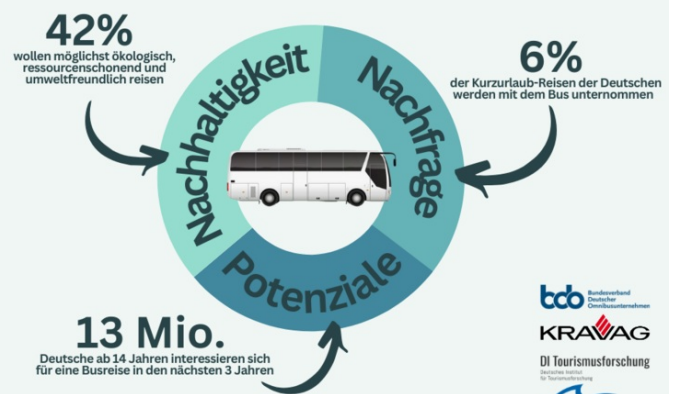 42%
wollen möglichst ökologisch,
ressourcenschonend und
umweltfreundlich reisen
6%
der Kurzurlaub-Reisen der Deutschen
werden mit dem Bus unternommen
Nachhaltigkeit
Nachfrage
Potenziale
13 Mio.
Deutsche ab 14 Jahren interessieren sich
für eine Busreise in den nächsten 3 Jahren
bdo Bundesverband
Deutscher
Omnibusunternehmen
KRAVAG
DI Tourismusforschung
Deutsches Institut
für Tourismusforschung